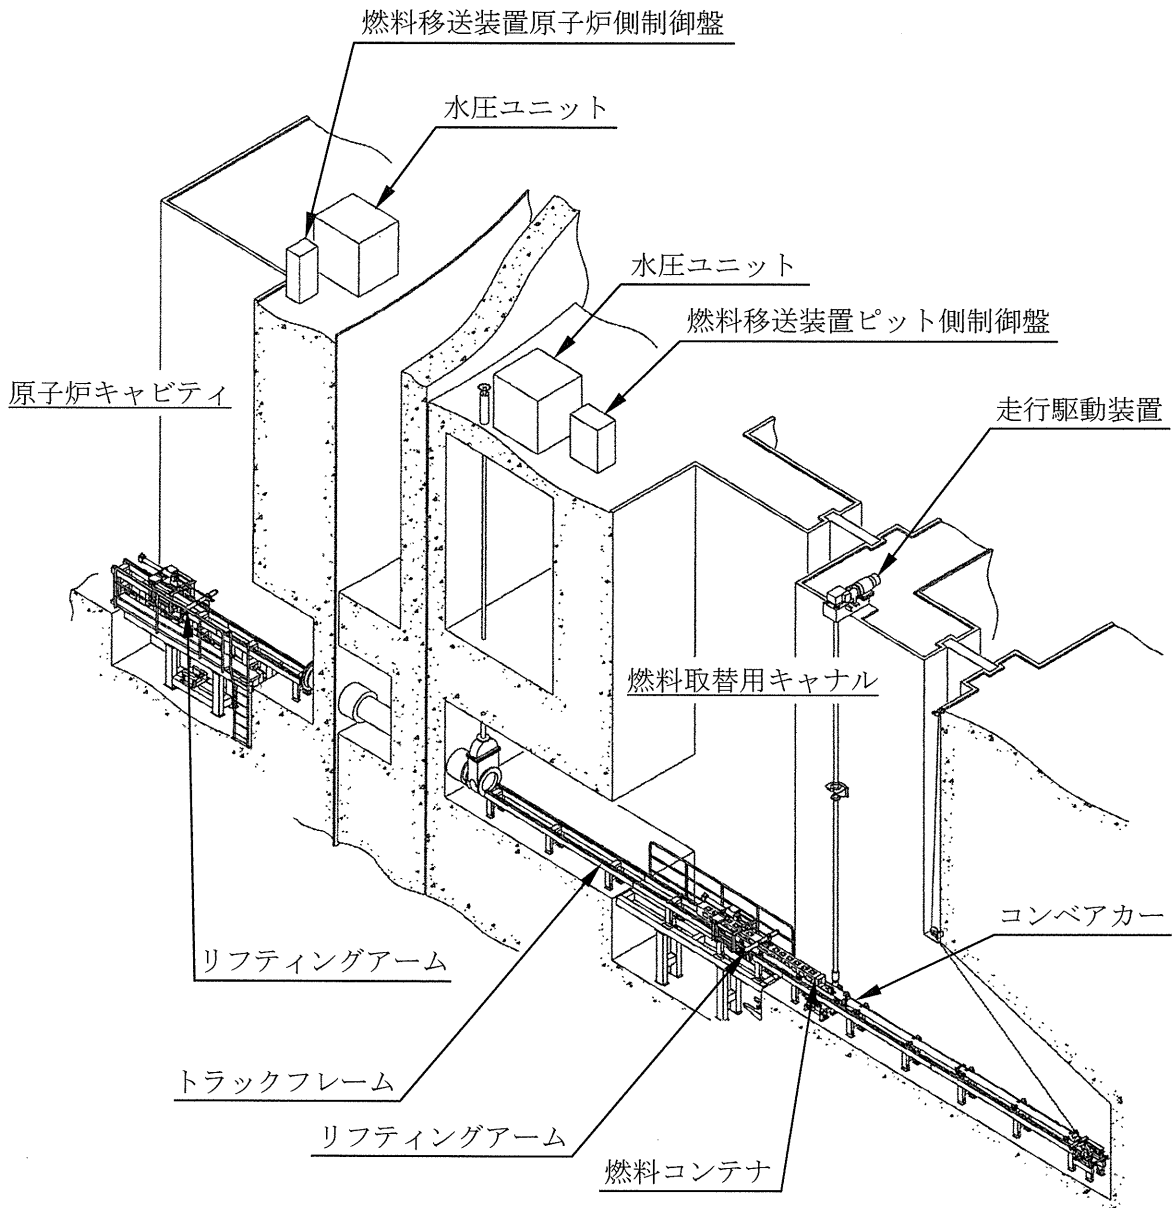 燃料移送装置原子炉側制御盤
水圧ユニット
水圧ユニット
燃料移送装置ピット側制御盤
原子炉キャビティ
走行駆動装置
燃料取替用キャナル
コンベアカー
リフティングアーム
トラックフレーム
リフティングアーム
燃料コンテナ